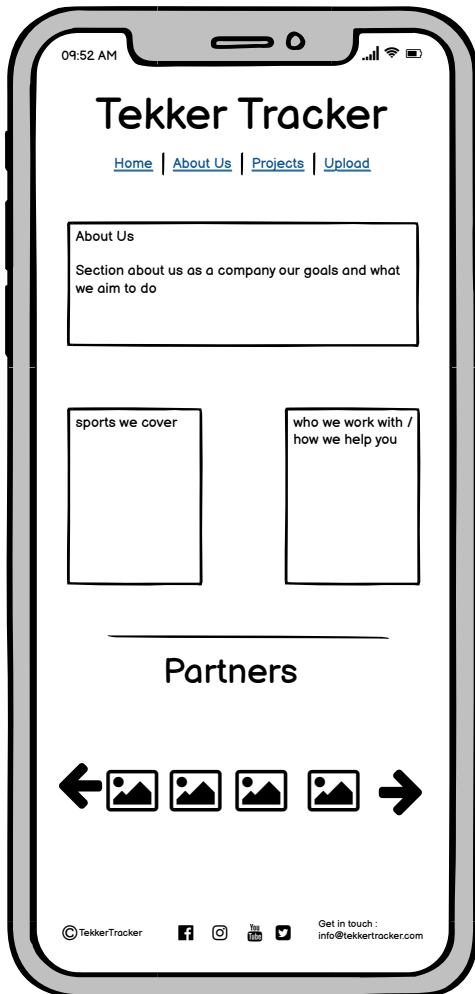 09:52 AM
Tekker Tracker
Home | About Us | Projects | Upload
About Us
Section about us as a company our goals and what
we aim to do
sports we cover
who we work with /
how we help you
Partners
© TekkerTracker
You
Tube
Get in touch :
info@tekkertracker.com